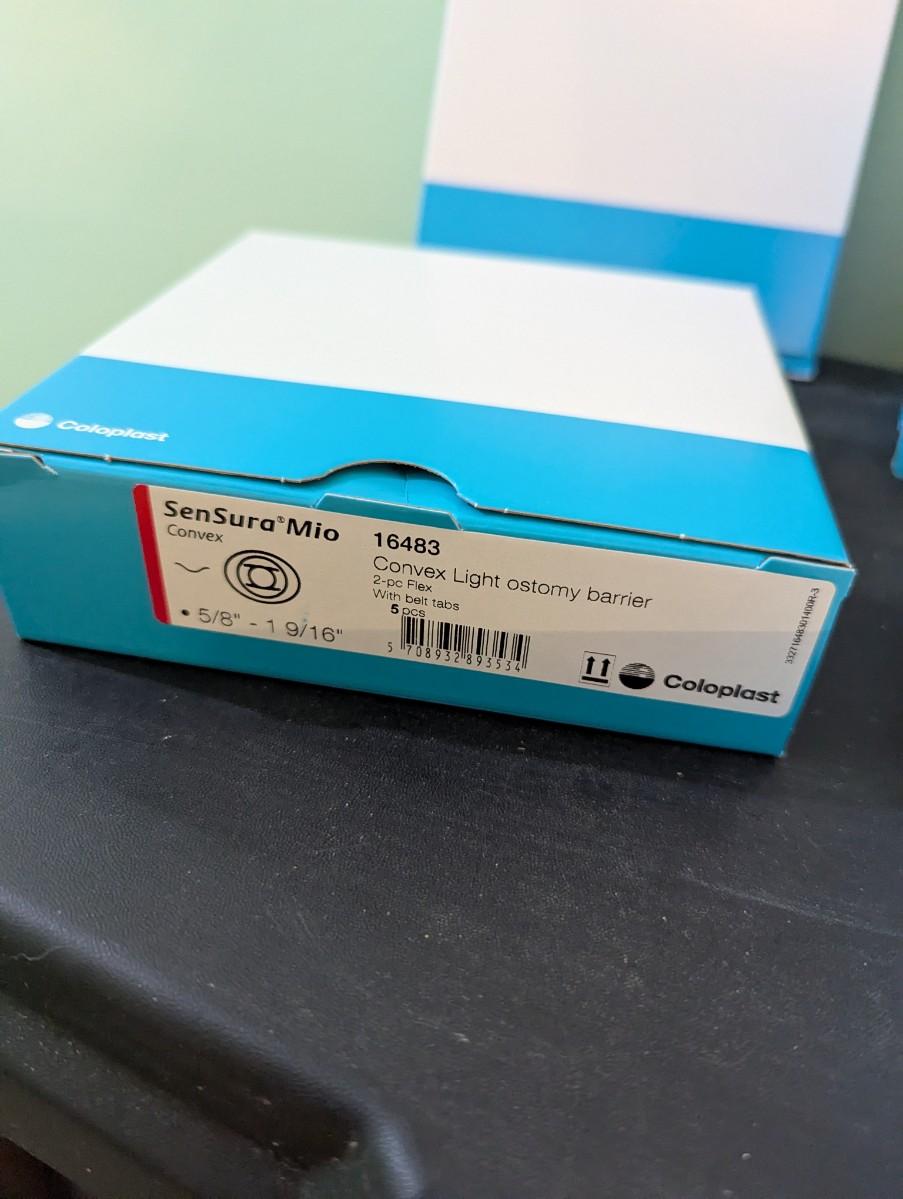 Coloplast
SenSura®Mio
Convex
5/8" - 1 9/16"
16483
Convex Light ostomy barrier
2-pc Flex
With belt tabs
5 pcs
5 708932 893534
Coloplast